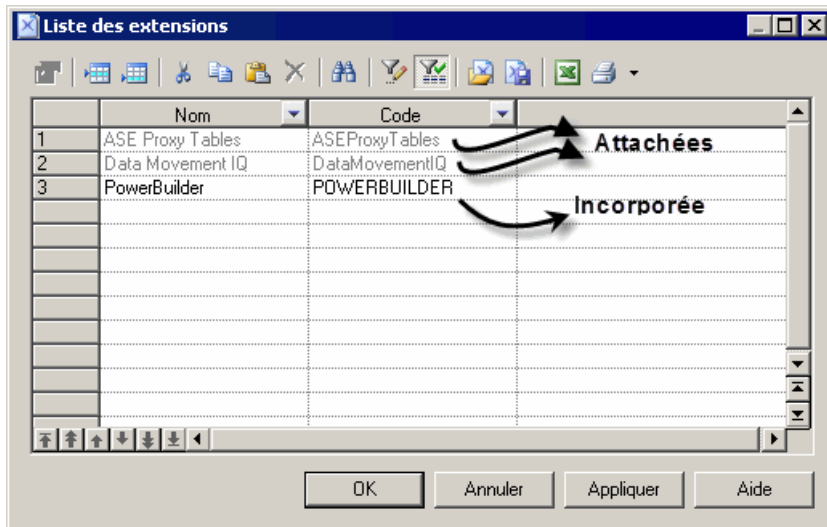 Liste des extensions
Nom Code
1 ASE Proxy Tables ASEProxyTables Attachées
2 Data Movement IQ DataMovementIQ
3 PowerBuilder POWERBUILDER
Incorporée
OK Annuler Appliquer Aide